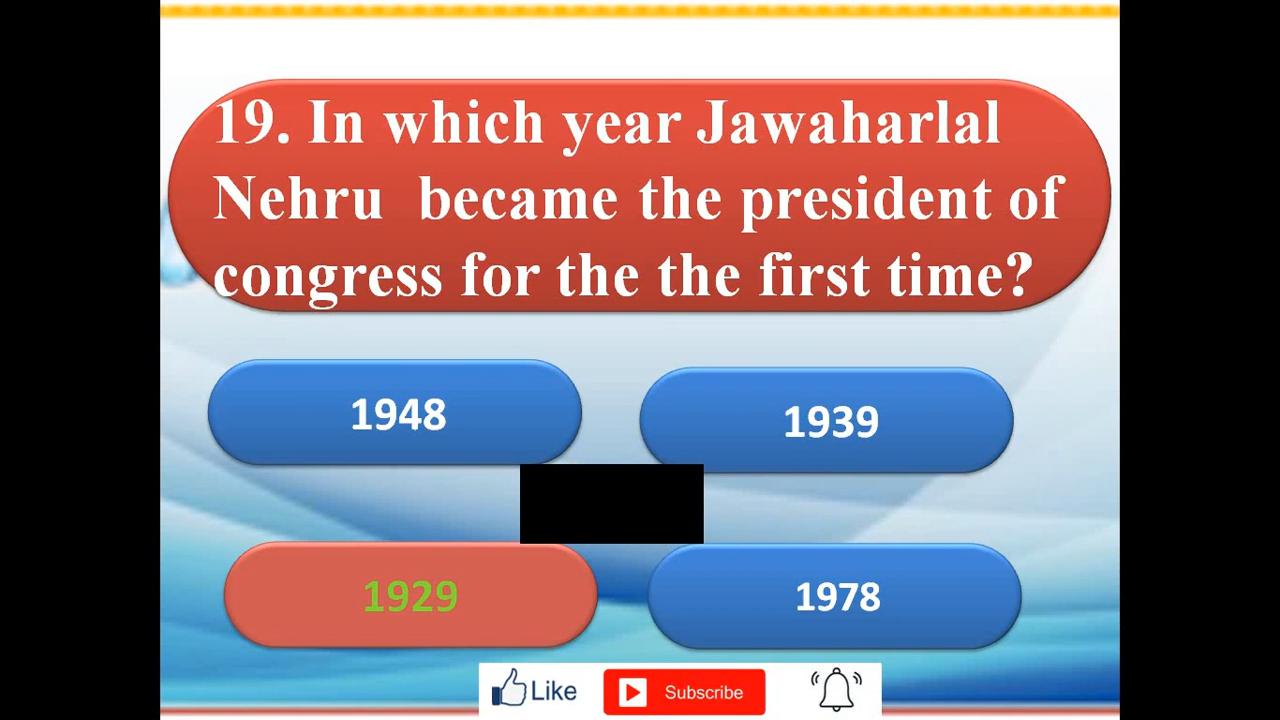 19. In which year Jawaharlal
Nehru became the president of
congress for the the first time?
1948
1939
1929
1978
Like
Subscribe